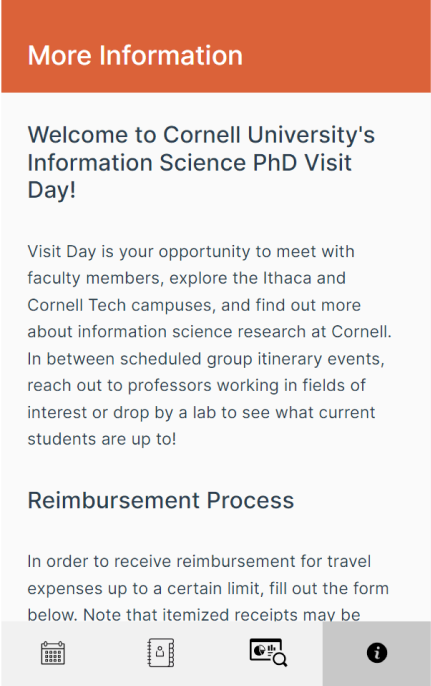 More Information
Welcome to Cornell University's
Information Science PhD Visit
Day!
Visit Day is your opportunity to meet with
faculty members, explore the Ithaca and
Cornell Tech campuses, and find out more
about information science research at Cornell.
In between scheduled group itinerary events,
reach out to professors working in fields of
interest or drop by a lab to see what current
students are up to!
Reimbursement Process
In order to receive reimbursement for travel
expenses up to a certain limit, fill out the form
below. Note that itemized receipts may be